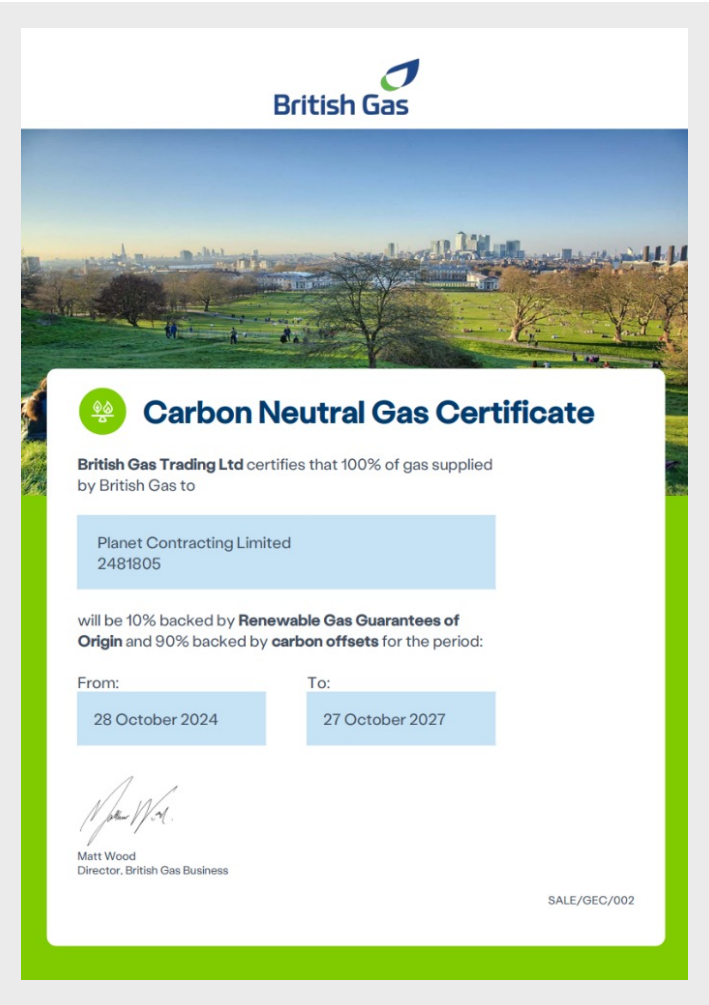 British Gas
Carbon Neutral Gas Certificate
British Gas Trading Ltd certifies that 100% of gas supplied
by British Gas to
Planet Contracting Limited
2481805
will be 10% backed by Renewable Gas Guarantees of
Origin and 90% backed by carbon offsets for the period:
From:
To:
28 October 2024
27 October 2027
Matt Wood
Director, British Gas Business
SALE/GEC/002